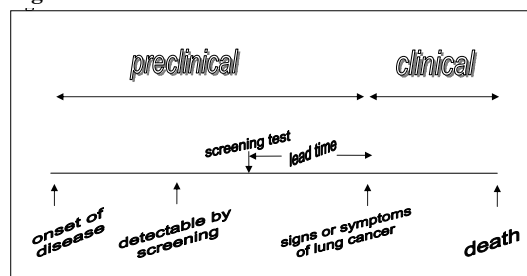 preclinical
clinical
screening test
lead time
onset of
disease
detectable by
screening
signs or symptoms
of lung cancer
death